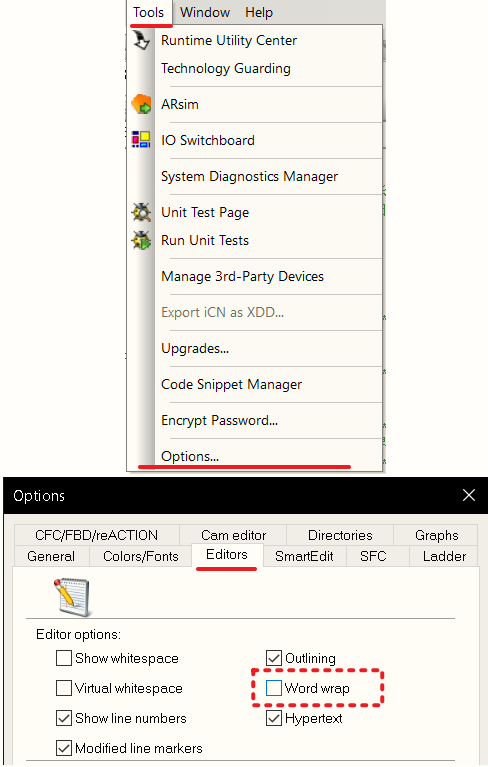 Tools Window Help
Runtime Utility Center
Technology Guarding
ARsim
IO Switchboard
System Diagnostics Manager
Unit Test Page
Run Unit Tests
Manage 3rd-Party Devices
Export iCN as XDD...
Upgrades...
Code Snippet Manager
Encrypt Password...
Options...
Options
CFC/FBD/reACTION Cam editor Directories Graphs
General Colors/Fonts Editors SmartEdit SFC Ladder
Editor options:
Show whitespace Outlining
Virtual whitespace Word wrap
Show line numbers Hypertext
Modified line markers